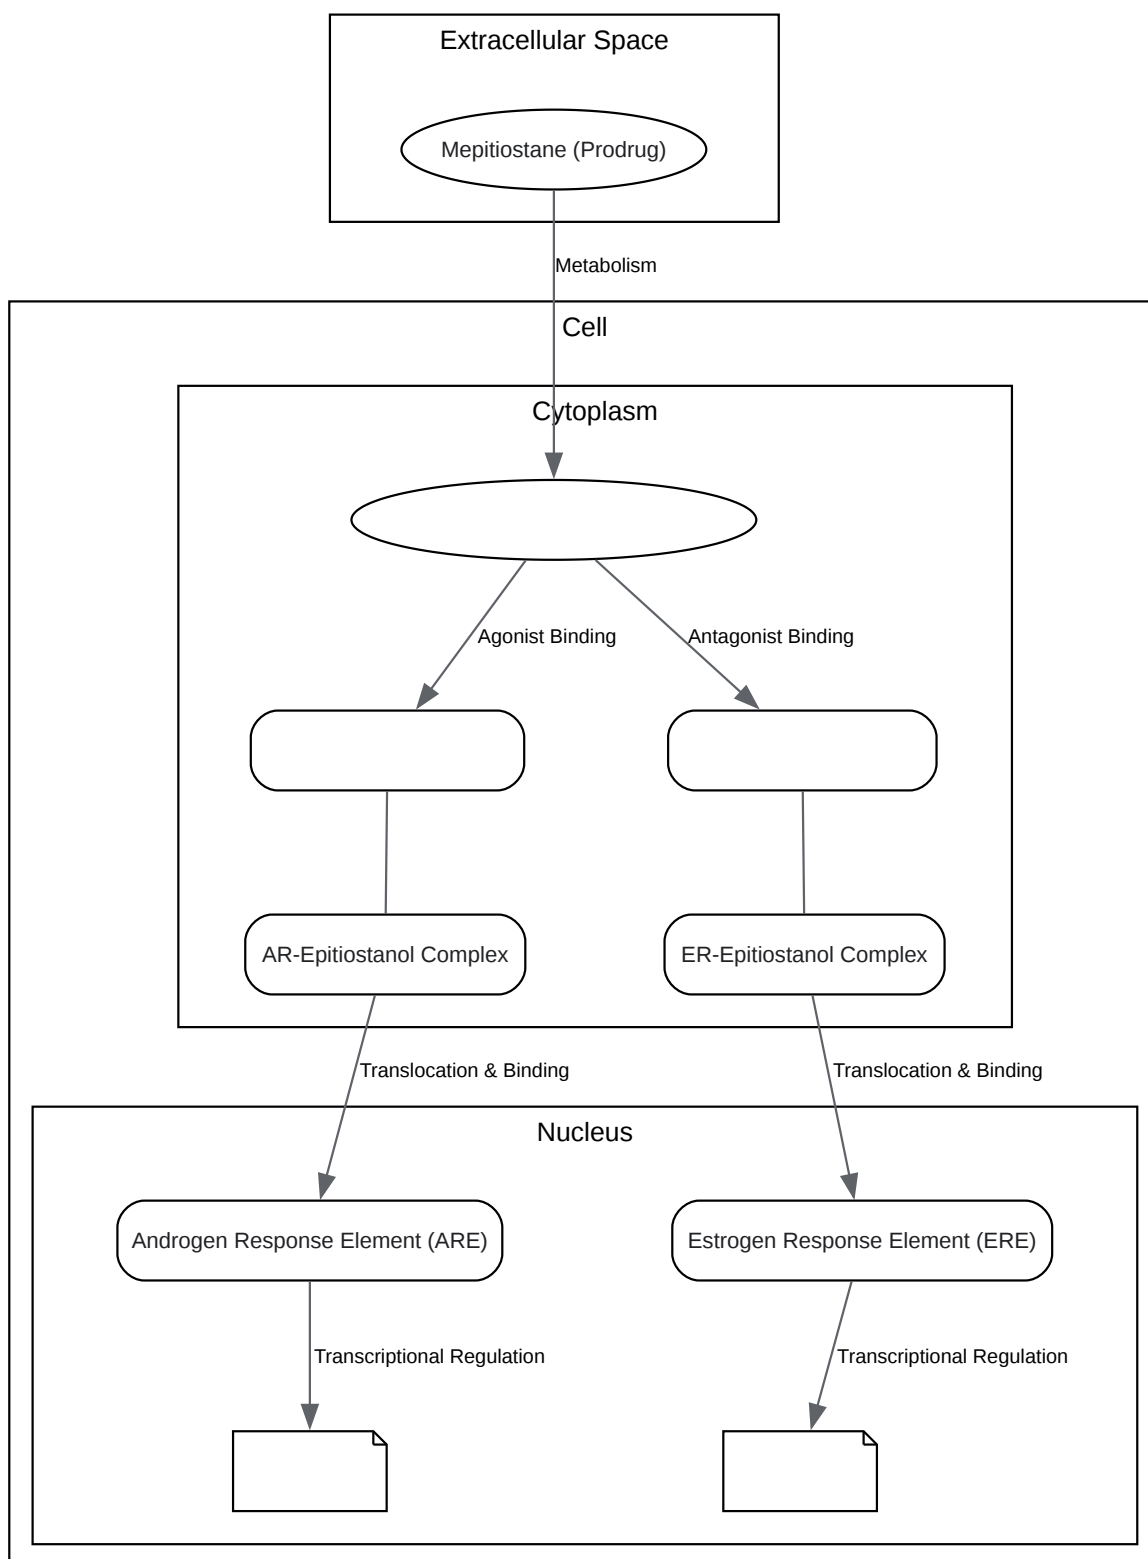 Extracellular Space
Mepitiostane (Prodrug)
Metabolism
Cell
Cytoplasm
Agonist Binding
Antagonist Binding
AR-Epitiostanol Complex
ER-Epitiostanol Complex
Translocation & Binding
Translocation & Binding
Nucleus
Androgen Response Element (ARE)
Estrogen Response Element (ERE)
Transcriptional Regulation
Transcriptional Regulation